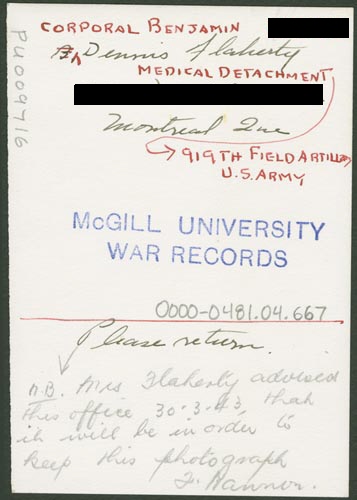 CORPORAL BENJAMIN
Dennis Flaherty
MEDICAL DETACHMENT
Montreal Que
919TH FIELD ARTILL
U.S. ARMY
PU009716
McGILL UNIVERSITY
WAR RECORDS
0000-0481.04.667
Please return.
N.B. Mrs Flaherty advised
this office 30-3-43, that
it will be in order to
keep this photograph